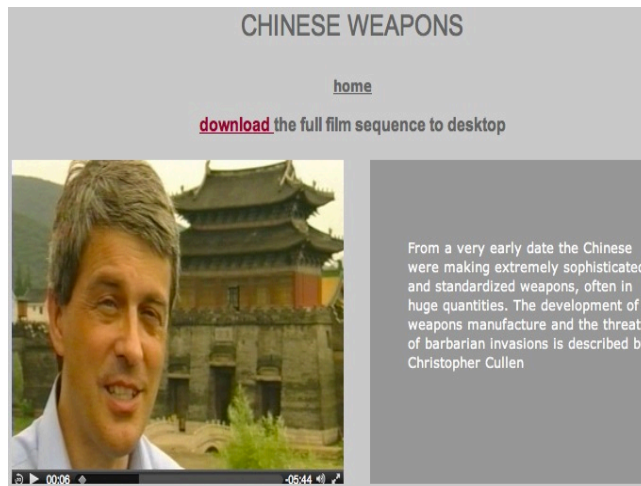 CHINESE WEAPONS
home
download the full film sequence to desktop
From a very early date the Chinese
were making extremely sophisticated
and standardized weapons, often in
huge quantities. The development of
weapons manufacture and the threat
of barbarian invasions is described b
Christopher Cullen
00:06
-05:44